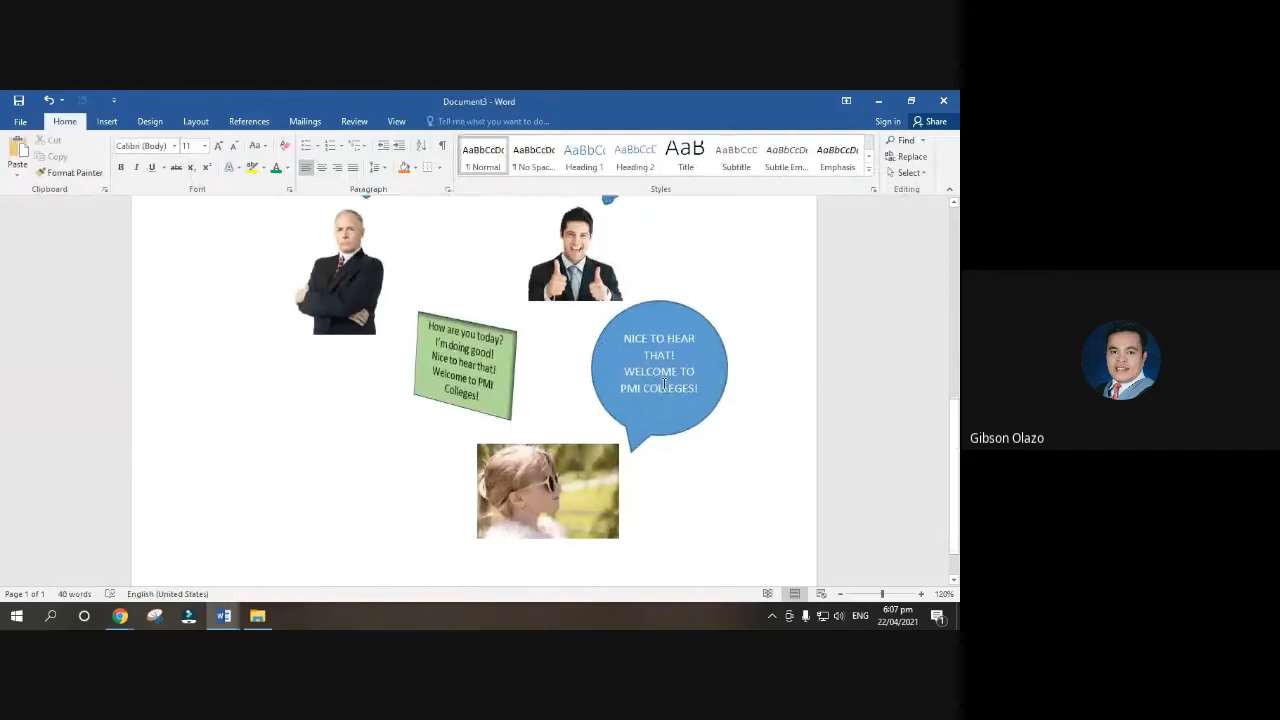 Document3 - Word
File Home Insert Design Layout References Mailings Review View Tell me what you want to do... Sign in Share
Paste
Cut
Copy
Format Painter
Clipboard
Calibri (Body) 11
Font
Paragraph
AaBbCcDc AaBbCcDc AaBbCc AaBbCcC AaB AaBbCcC AaBbCcDc AaBbCcDc
¶ Normal ¶ No Spac... Heading 1 Heading 2 Title Subtitle Subtle Em... Emphasis
Styles
Find
Replace
Select
Editing
How are you today?
I'm doing good!
Nice to hear that!
Welcome to PMI
Colleges!
NICE TO HEAR
THAT!
WELCOME TO
PMI COLLEGES!
Gibson Olazo
Page 1 of 1 40 words English (United States) 120%
ENG 6:07 pm
22/04/2021